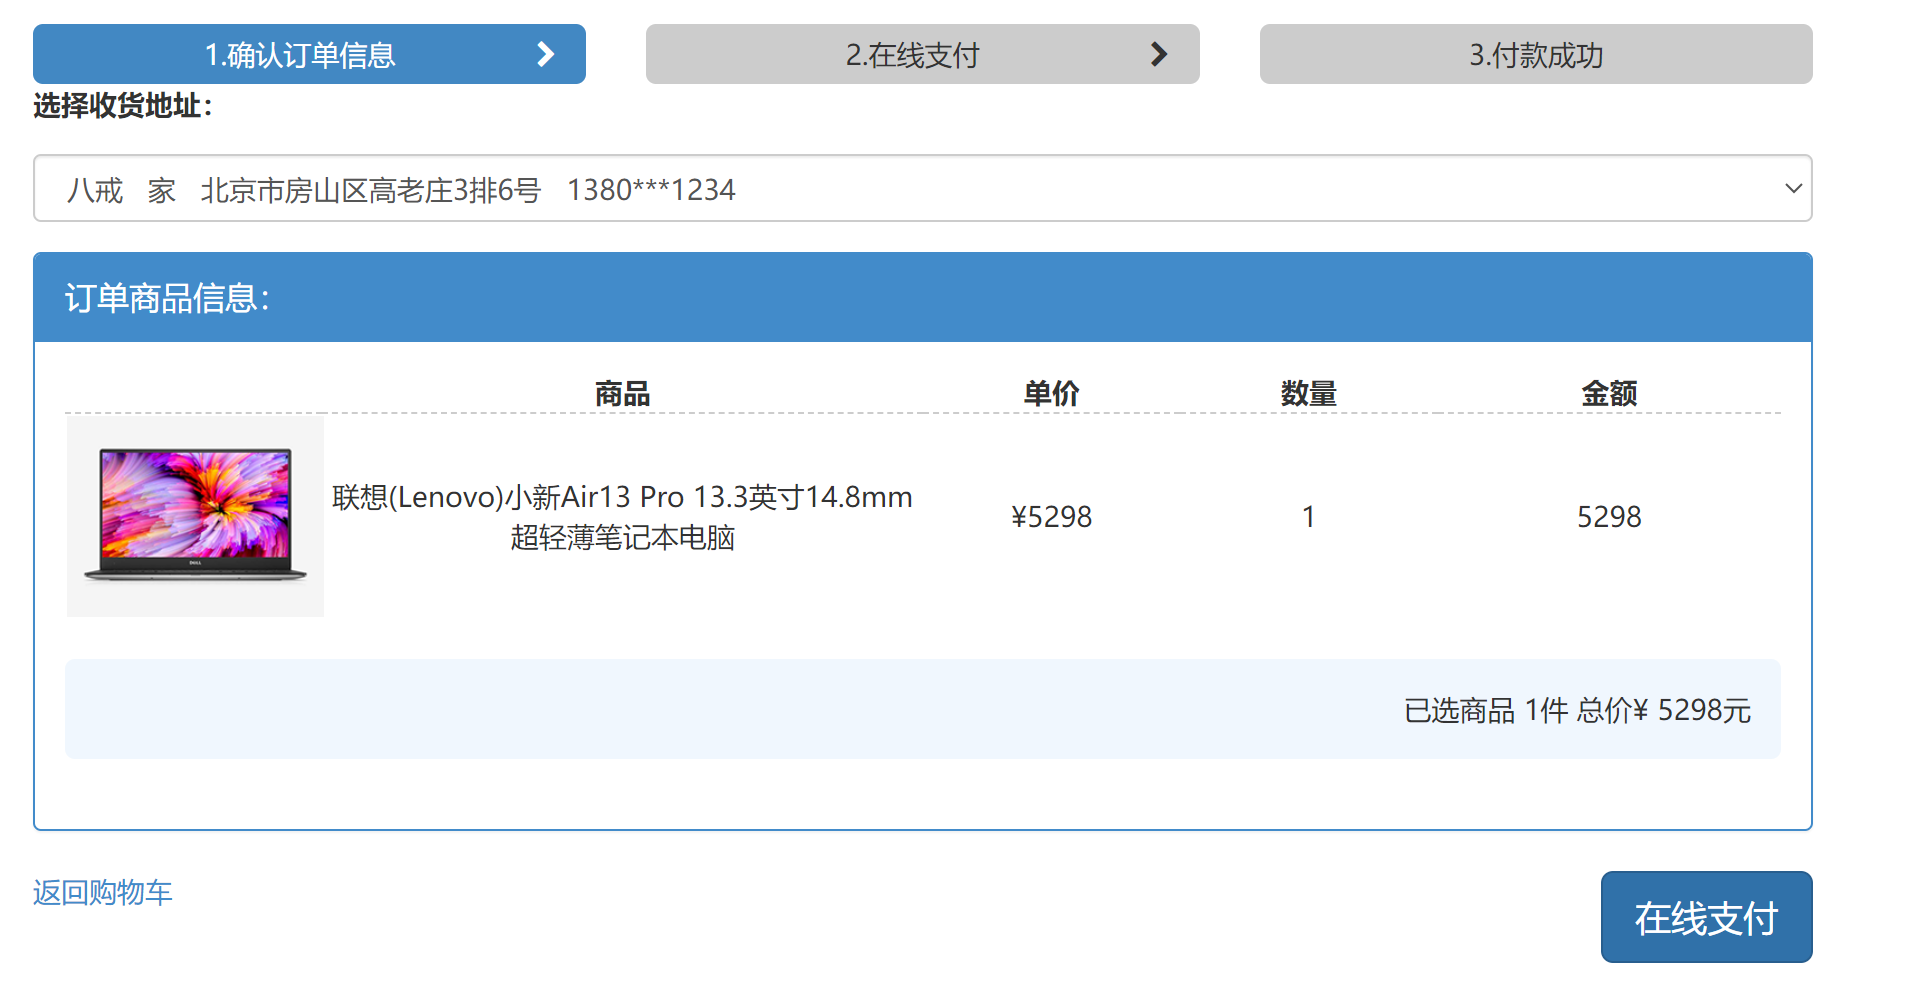 1.确认订单信息
2.在线支付
3.付款成功
选择收货地址：
八戒 家 北京市房山区高老庄3排6号 1380***1234
订单商品信息：
商品 单价 数量 金额
联想(Lenovo)小新Air13 Pro 13.3英寸14.8mm
超轻薄笔记本电脑
¥5298
1
5298
DELL
已选商品 1件 总价¥ 5298元
返回购物车
在线支付